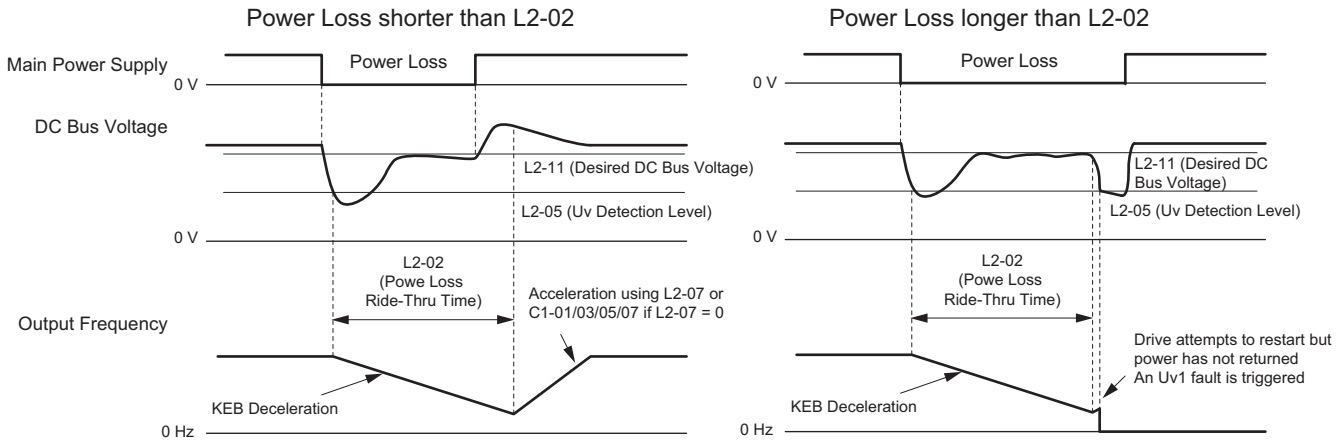 Power Loss shorter than L2-02
Main Power Supply
Power Loss
0 V
DC Bus Voltage
L2-11 (Desired DC Bus Voltage)
L2-05 (Uv Detection Level)
0 V
L2-02
(Powe Loss
Ride-Thru Time)
Acceleration using L2-07 or
C1-01/03/05/07 if L2-07 = 0
Output Frequency
KEB Deceleration
0 Hz
Power Loss longer than L2-02
Power Loss
0 V
L2-11 (Desired DC
Bus Voltage)
L2-05 (Uv Detection Level)
0 V
L2-02
(Powe Loss
Ride-Thru Time)
Drive attempts to restart but
power has not returned
An Uv1 fault is triggered
KEB Deceleration
0 Hz